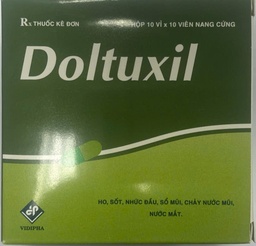 Rx THUỐC KÊ ĐƠN
HỘP 10 VỈ x 10 VIÊN NANG CỨNG
Doltuxil
HO, SỐT, NHỨC ĐẦU, SỔ MŨI, CHẢY NƯỚC MŨI,
NƯỚC MẮT.
VIDIPHA